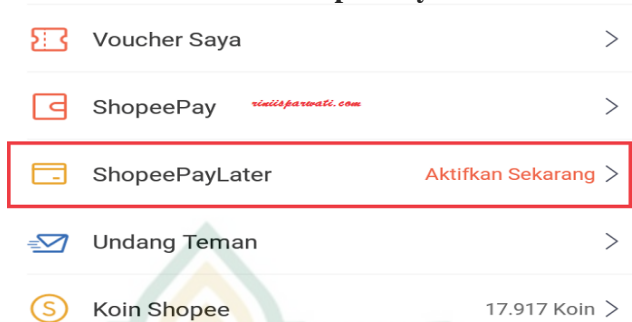 Voucher Saya
ShopeePay riniisparwati.com
ShopeePayLater Aktifkan Sekarang
Undang Teman
S Koin Shopee 17.917 Koin